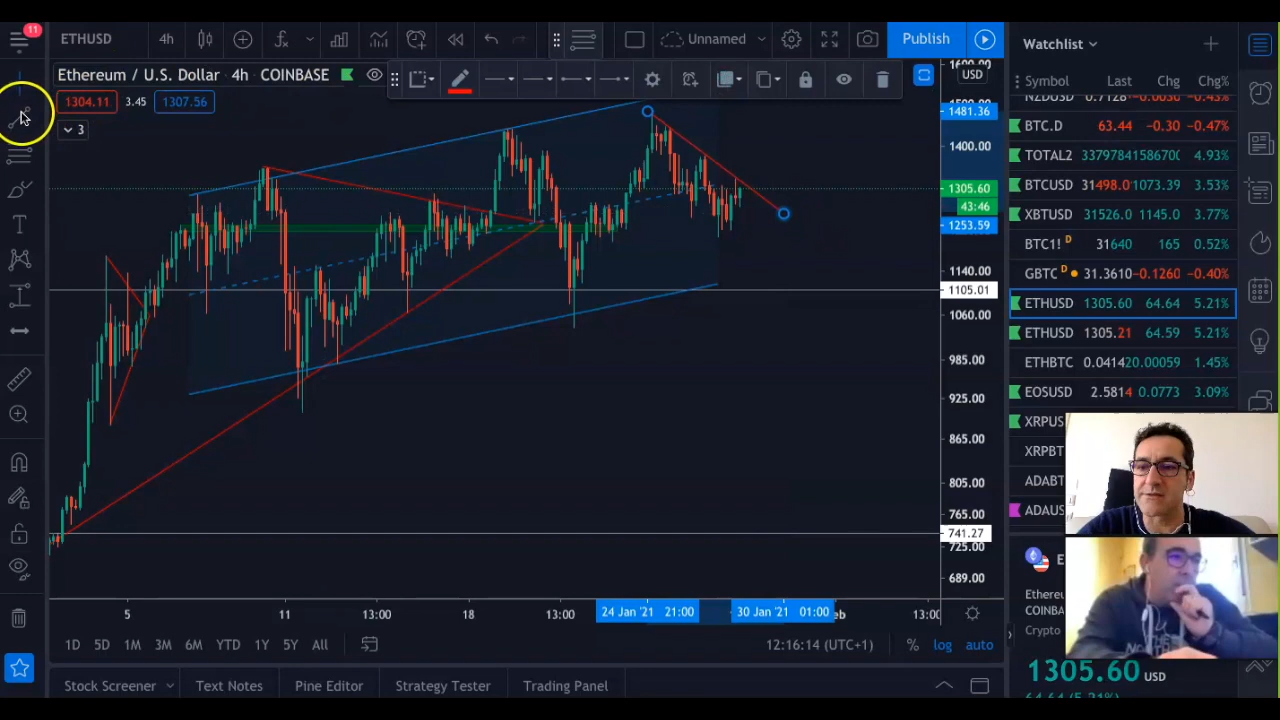 11
ETHUSD
4h
Unnamed
Publish
Watchlist
Ethereum / U.S. Dollar · 4h · COINBASE
USD
Symbol Last Chg Chg%
1304.11 3.45 1307.56
3
1481.36
1400.00
1305.60
43:46
1253.59
1140.00
1105.01
1060.00
985.00
925.00
865.00
805.00
765.00
741.27
725.00
689.00
BTC.D 63.44 -0.30 -0.47%
TOTAL2 4.93%
BTCUSD 31498.0 1073.39 3.53%
XBTUSD 31526.0 1145.0 3.77%
BTC1! D 31640 165 0.52%
GBTC D 31.3610 -0.1260 -0.40%
ETHUSD 1305.60 64.64 5.21%
ETHUSD 1305.21 64.59 5.21%
ETHBTC 1.45%
EOSUSD 2.5814 0.0773 3.09%
XRPUS
XRPBT
ADABT
ADAUS
Crypto
1305.60 USD
5 11 13:00 18 13:00 24 Jan '21 21:00 30 Jan '21 01:00 13:00
1D 5D 1M 3M 6M YTD 1Y 5Y All
12:16:14 (UTC+1) % log auto
Stock Screener Text Notes Pine Editor Strategy Tester Trading Panel